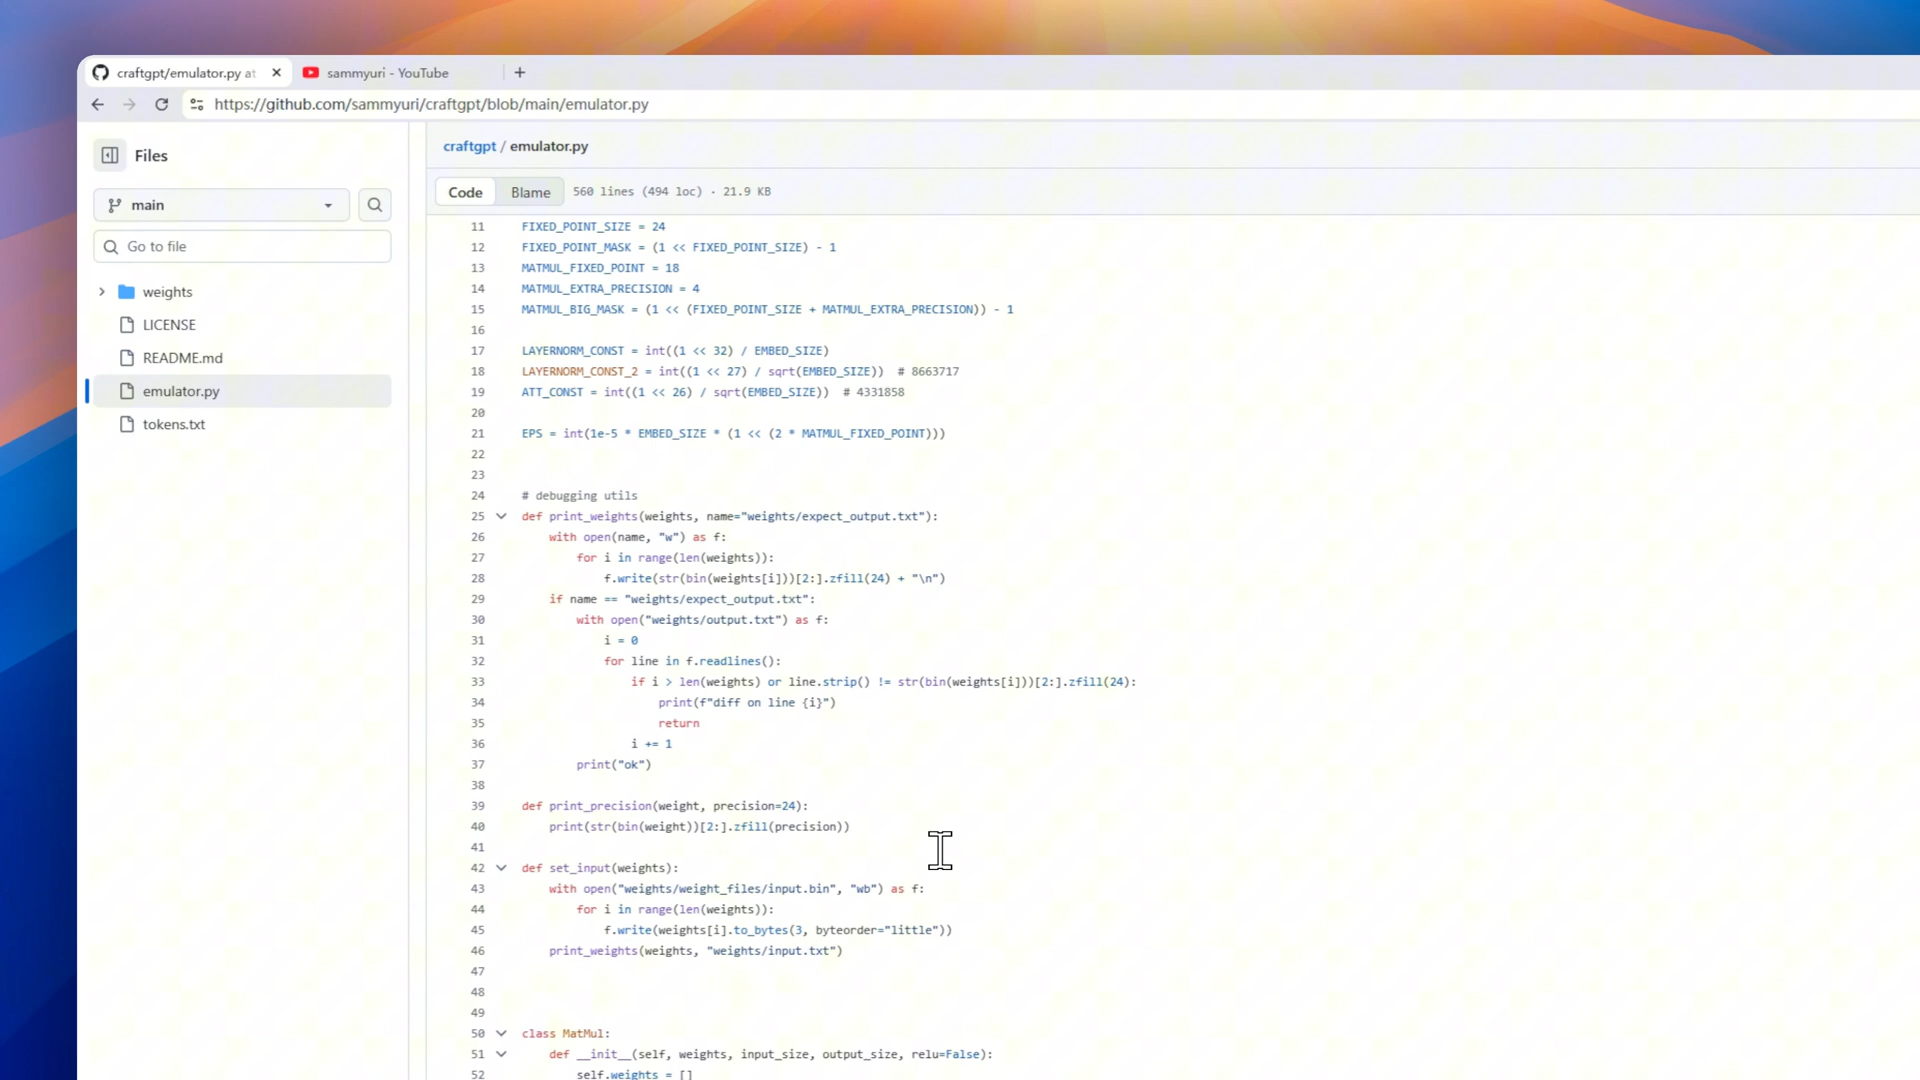 craftgpt/emulator.py at
sammyuri - YouTube
https://github.com/sammyuri/craftgpt/blob/main/emulator.py
Files
main
Go to file
weights
LICENSE
README.md
emulator.py
tokens.txt
craftgpt / emulator.py
Code Blame 560 lines (494 loc) · 21.9 KB
11 FIXED_POINT_SIZE = 24
12 FIXED_POINT_MASK = (1 << FIXED_POINT_SIZE) - 1
13 MATMUL_FIXED_POINT = 18
14 MATMUL_EXTRA_PRECISION = 4
15 MATMUL_BIG_MASK = (1 << (FIXED_POINT_SIZE + MATMUL_EXTRA_PRECISION)) - 1
16
17 LAYERNORM_CONST = int((1 << 32) / EMBED_SIZE)
18 LAYERNORM_CONST_2 = int((1 << 27) / sqrt(EMBED_SIZE))  # 8663717
19 ATT_CONST = int((1 << 26) / sqrt(EMBED_SIZE))  # 4331858
20
21 EPS = int(1e-5 * EMBED_SIZE * (1 << (2 * MATMUL_FIXED_POINT)))
22
23
24 # debugging utils
25 def print_weights(weights, name="weights/expect_output.txt"):
26     with open(name, "w") as f:
27         for i in range(len(weights)):
28             f.write(str(bin(weights[i]))[2:].zfill(24) + "\n")
29     if name == "weights/expect_output.txt":
30         with open("weights/output.txt") as f:
31             i = 0
32             for line in f.readlines():
33                 if i > len(weights) or line.strip() != str(bin(weights[i]))[2:].zfill(24):
34                     print(f"diff on line {i}")
35                     return
36                 i += 1
37         print("ok")
38
39 def print_precision(weight, precision=24):
40     print(str(bin(weight))[2:].zfill(precision))
41
42 def set_input(weights):
43     with open("weights/weight_files/input.bin", "wb") as f:
44         for i in range(len(weights)):
45             f.write(weights[i].to_bytes(3, byteorder="little"))
46     print_weights(weights, "weights/input.txt")
47
48
49
50 class MatMul:
51     def __init__(self, weights, input_size, output_size, relu=False):
52         self.weights = []